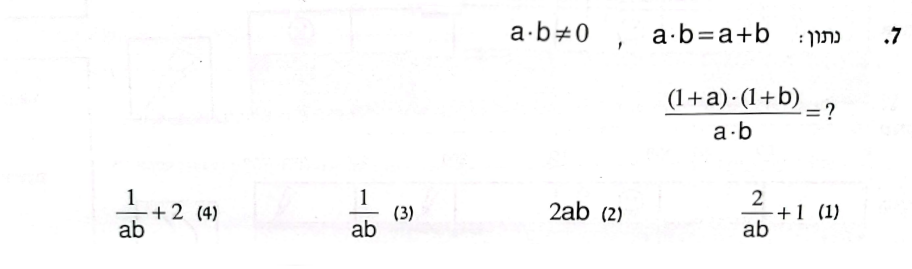 7. נתון: a·b=a+b , a·b≠0
(1+a)·(1+b)/a·b=?
(1) 2/ab+1 (2) 2ab (3) 1/ab (4) 1/ab+2